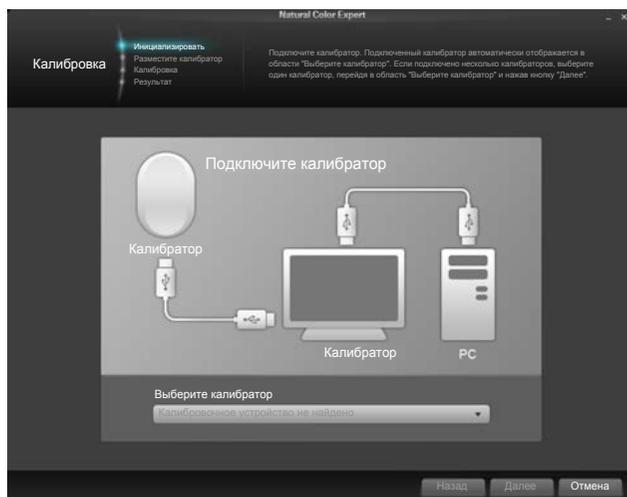 Natural Color Expert
Калибровка
Инициализировать
Разместите калибратор
Калибровка
Результат
Подключите калибратор. Подключенный калибратор автоматически отображается в
области "Выберите калибратор". Если подключено несколько калибраторов, выберите
один калибратор, перейдя в область "Выберите калибратор" и нажав кнопку "Далее".
Подключите калибратор
Калибратор
Калибратор
PC
Выберите калибратор
Калибровочное устройство не найдено
Назад
Далее
Отмена